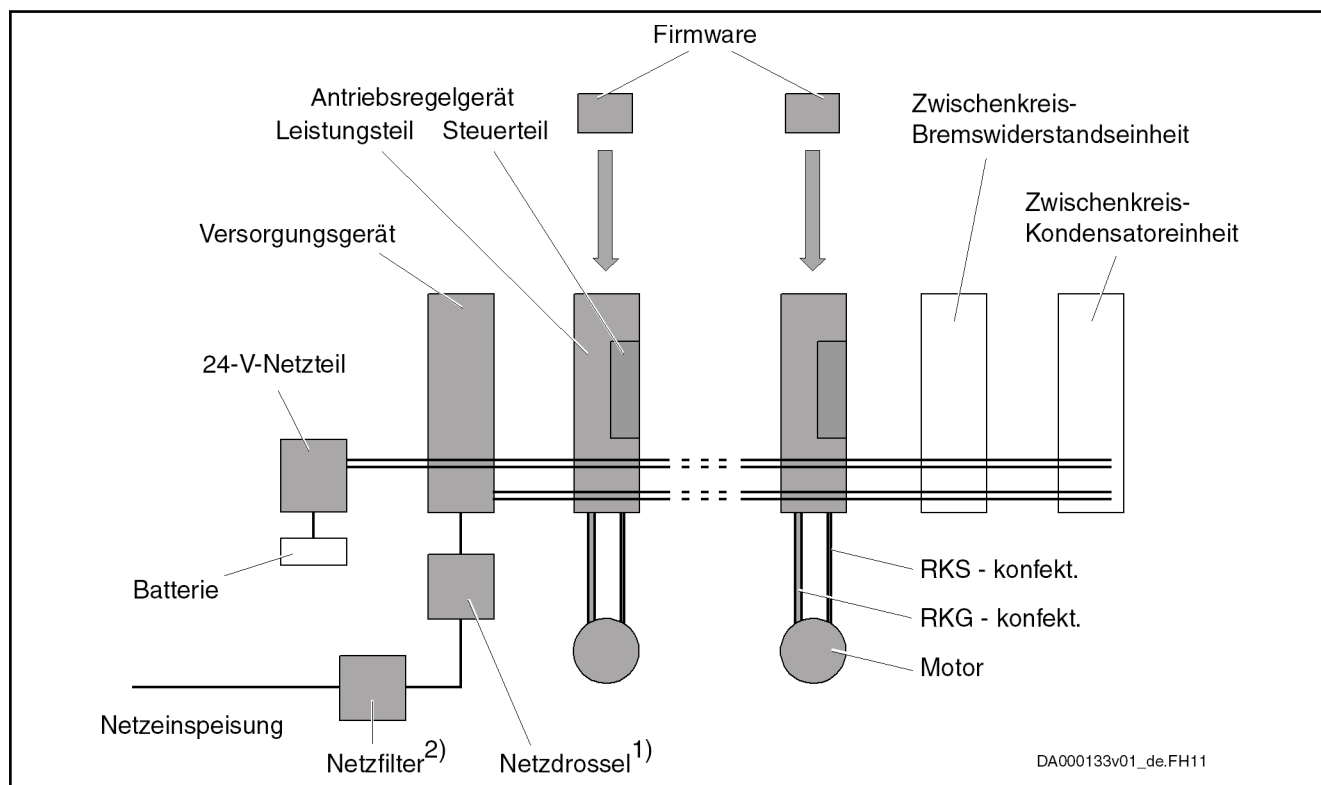 Firmware
Antriebsregelgerät
Leistungsteil Steuerteil
Zwischenkreis-
Bremswiderstandseinheit
Zwischenkreis-
Kondensatoreinheit
Versorgungsgerät
24-V-Netzteil
Batterie
RKS - konfekt.
RKG - konfekt.
Motor
Netzeinspeisung
Netzfilter2)
Netzdrossel1)
DA000133v01_de.FH11